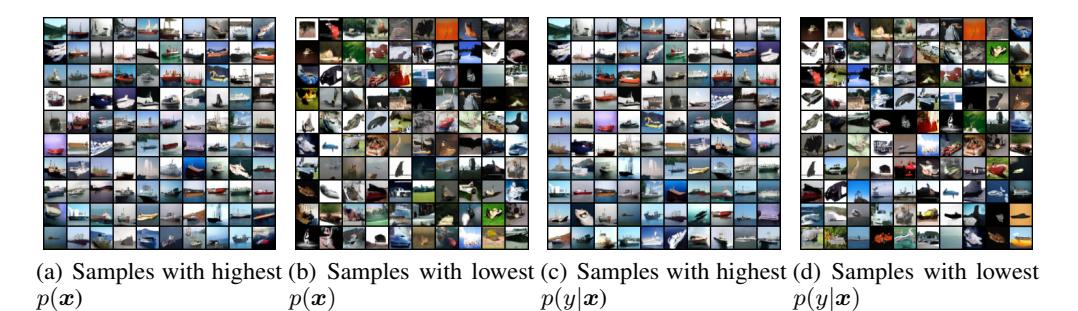 (a) Samples with highest p(x)
(b) Samples with lowest p(x)
(c) Samples with highest p(y|x)
(d) Samples with lowest p(y|x)